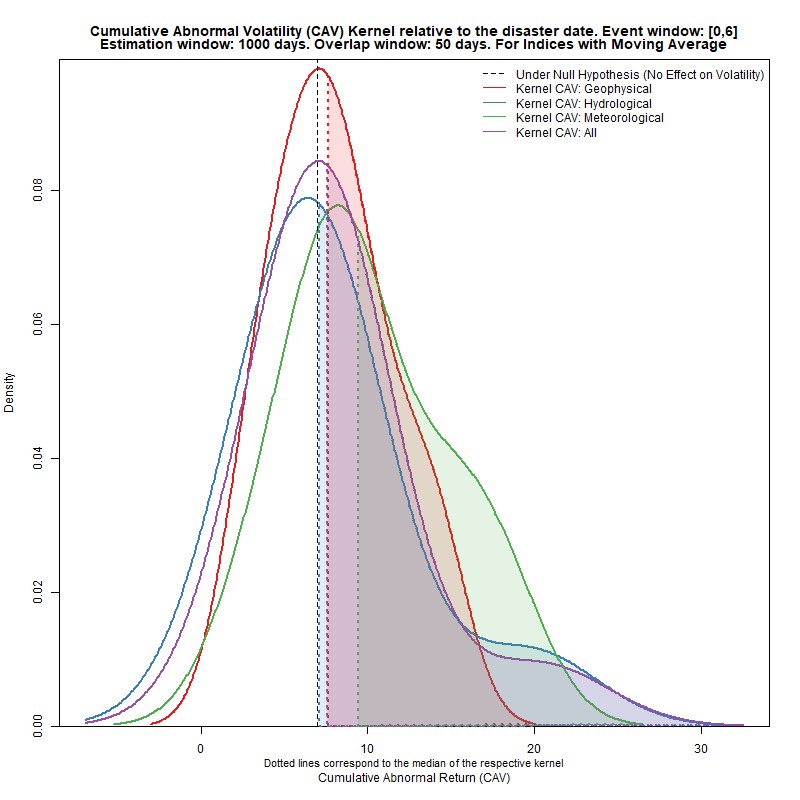 Cumulative Abnormal Volatility (CAV) Kernel relative to the disaster date. Event window: [0,6]
Estimation window: 1000 days. Overlap window: 50 days. For Indices with Moving Average
Under Null Hypothesis (No Effect on Volatility)
Kernel CAV: Geophysical
Kernel CAV: Hydrological
Kernel CAV: Meteorological
Kernel CAV: All
Density
0.08
0.06
0.04
0.02
0.00
0 10 20 30
Dotted lines correspond to the median of the respective kernel
Cumulative Abnormal Return (CAV)